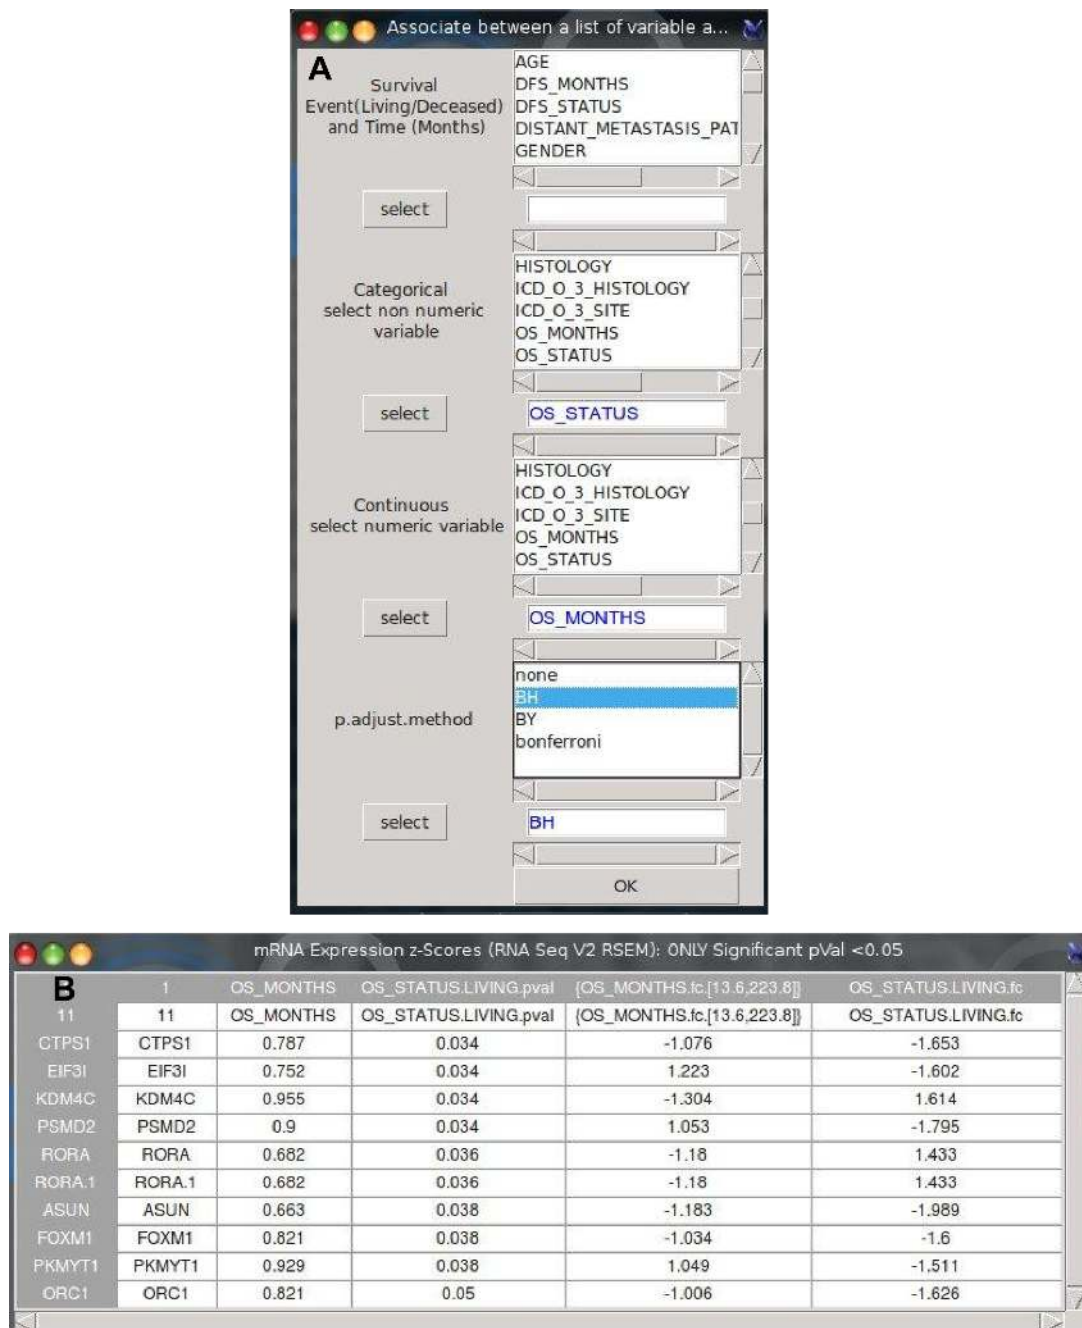 Associate between a list of variable a...
A
Survival
Event(Living/Deceased)
and Time (Months)
AGE
DFS_MONTHS
DFS_STATUS
DISTANT_METASTASIS_PAT
GENDER
select
Categorical
select non numeric
variable
HISTOLOGY
ICD_O_3_HISTOLOGY
ICD_O_3_SITE
OS_MONTHS
OS_STATUS
select OS_STATUS
Continuous
select numeric variable
HISTOLOGY
ICD_O_3_HISTOLOGY
ICD_O_3_SITE
OS_MONTHS
OS_STATUS
select OS_MONTHS
p.adjust.method
none
BH
BY
bonferroni
select BH
OK
mRNA Expression z-Scores (RNA Seq V2 RSEM): ONLY Significant pVal <0.05
B 1 OS_MONTHS OS_STATUS.LIVING.pval {OS_MONTHS.fc.[13.6,223.8]} OS_STATUS.LIVING.fc
11 11 OS_MONTHS OS_STATUS.LIVING.pval {OS_MONTHS.fc.[13.6,223.8]} OS_STATUS.LIVING.fc
CTPS1 CTPS1 0.787 0.034 -1.076 -1.653
EIF3I EIF3I 0.752 0.034 1.223 -1.602
KDM4C KDM4C 0.955 0.034 -1.304 1.614
PSMD2 PSMD2 0.9 0.034 1.053 -1.795
RORA RORA 0.682 0.036 -1.18 1.433
RORA.1 RORA.1 0.682 0.036 -1.18 1.433
ASUN ASUN 0.663 0.038 -1.183 -1.989
FOXM1 FOXM1 0.821 0.038 -1.034 -1.6
PKMYT1 PKMYT1 0.929 0.038 1.049 -1.511
ORC1 ORC1 0.821 0.05 -1.006 -1.626